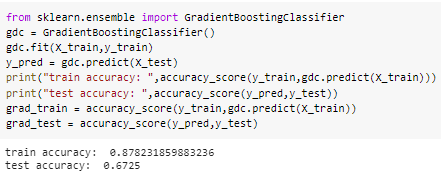 from sklearn.ensemble import GradientBoostingClassifier
gdc = GradientBoostingClassifier()
gdc.fit(X_train,y_train)
y_pred = gdc.predict(X_test)
print("train accuracy: ",accuracy_score(y_train,gdc.predict(X_train)))
print("test accuracy: ",accuracy_score(y_pred,y_test))
grad_train = accuracy_score(y_train,gdc.predict(X_train))
grad_test = accuracy_score(y_pred,y_test)
train accuracy:  0.878231859883236
test accuracy:  0.6725